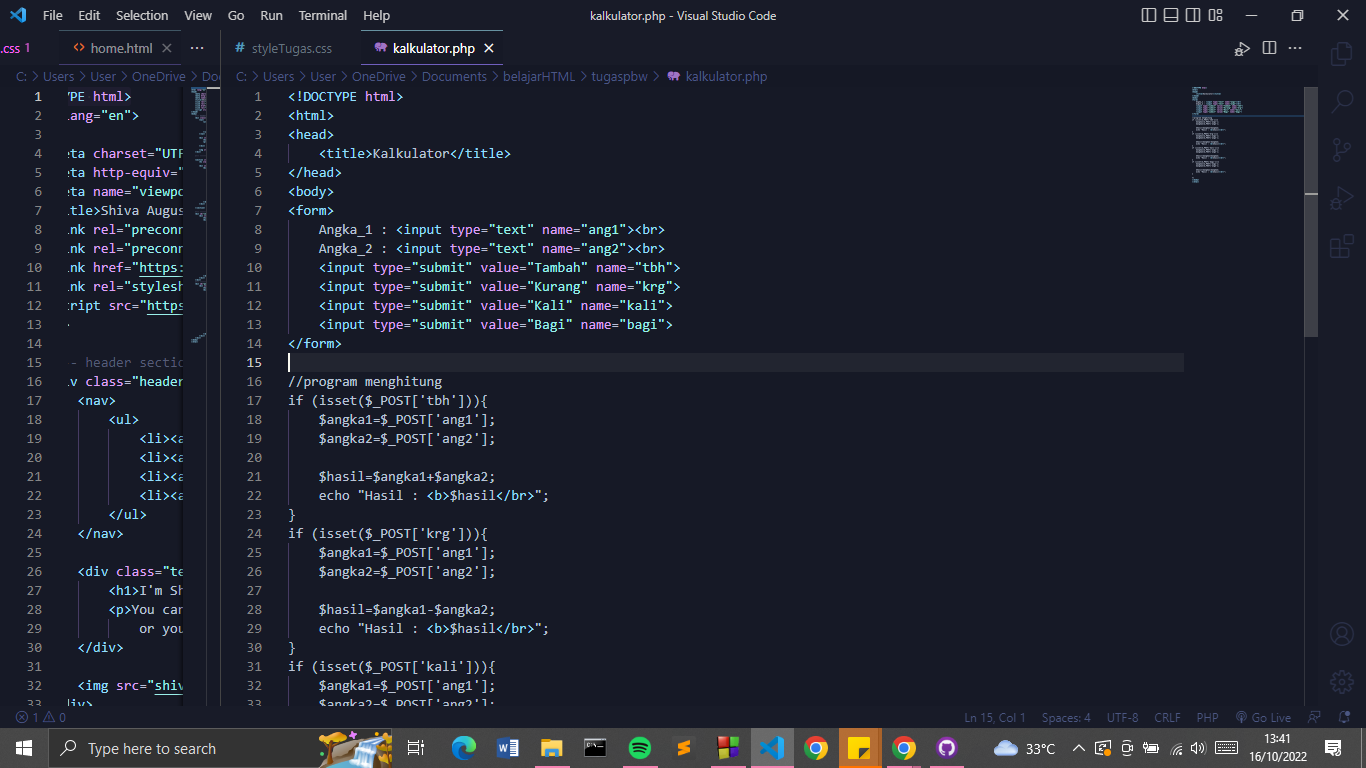 File Edit Selection View Go Run Terminal Help kalkulator.php - Visual Studio Code
.css 1 home.html styleTugas.css kalkulator.php
C: > Users > User > OneDrive > Do
C: > Users > User > OneDrive > Documents > belajarHTML > tugaspbw > kalkulator.php
1 YPE html>
2 lang="en">
3
4 eta charset="UTF
5 eta http-equiv="
6 eta name="viewpo
7 itle>Shiva Augus
8 ink rel="preconn
9 ink rel="preconn
10 ink href="https:
11 ink rel="stylesh
12 cript src="https
13
14
15 - header sectio
16 iv class="header
17 <nav>
18 <ul>
19 <li><a
20 <li><a
21 <li><a
22 <li><a
23 </ul>
24 </nav>
25
26 <div class="te
27 <h1>I'm Sh
28 <p>You can
29 or you
30 </div>
31
32 <img src="shiv
33 div>
1 <!DOCTYPE html>
2 <html>
3 <head>
4 <title>Kalkulator</title>
5 </head>
6 <body>
7 <form>
8 Angka_1 : <input type="text" name="ang1"><br>
9 Angka_2 : <input type="text" name="ang2"><br>
10 <input type="submit" value="Tambah" name="tbh">
11 <input type="submit" value="Kurang" name="krg">
12 <input type="submit" value="Kali" name="kali">
13 <input type="submit" value="Bagi" name="bagi">
14 </form>
15
16 //program menghitung
17 if (isset($_POST['tbh'])){
18 $angka1=$_POST['ang1'];
19 $angka2=$_POST['ang2'];
20
21 $hasil=$angka1+$angka2;
22 echo "Hasil : <b>$hasil</br>";
23 }
24 if (isset($_POST['krg'])){
25 $angka1=$_POST['ang1'];
26 $angka2=$_POST['ang2'];
27
28 $hasil=$angka1-$angka2;
29 echo "Hasil : <b>$hasil</br>";
30 }
31 if (isset($_POST['kali'])){
32 $angka1=$_POST['ang1'];
33 $angka2=$_POST['ang2'];
1 0 Ln 15, Col 1 Spaces: 4 UTF-8 CRLF PHP Go Live
Type here to search 33°C 13:41
16/10/2022